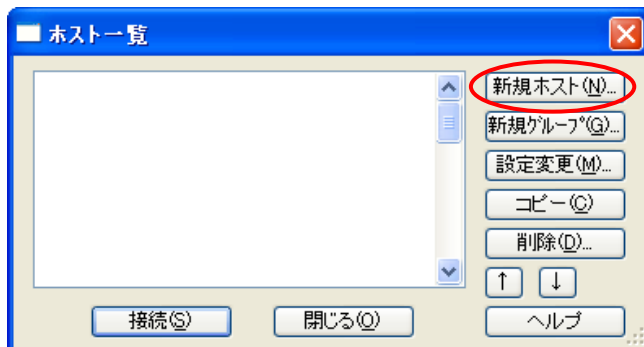 ホスト一覧
新規ホスト(N)...
新規ｸﾞﾙｰﾌﾟ(G)...
設定変更(M)...
コピー(C)
削除(D)...
↑ ↓
接続(S) 閉じる(O) ヘルプ